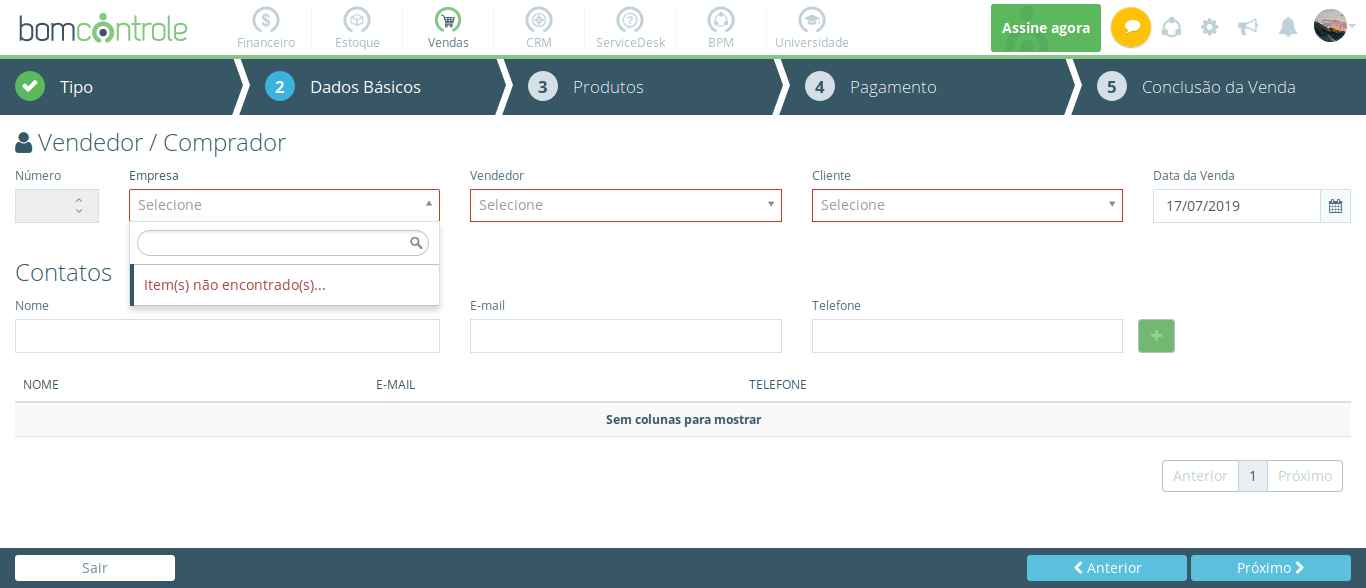 bomcontrole
Financeiro
Estoque
Vendas
CRM
ServiceDesk
BPM
Universidade
Assine agora
Tipo
2 Dados Básicos
3 Produtos
4 Pagamento
5 Conclusão da Venda
Vendedor / Comprador
Número
Empresa
Vendedor
Cliente
Data da Venda
Selecione
Selecione
Selecione
17/07/2019
Item(s) não encontrado(s)...
Contatos
Nome
E-mail
Telefone
+
NOME
E-MAIL
TELEFONE
Sem colunas para mostrar
Anterior 1 Próximo
Sair
Anterior
Próximo